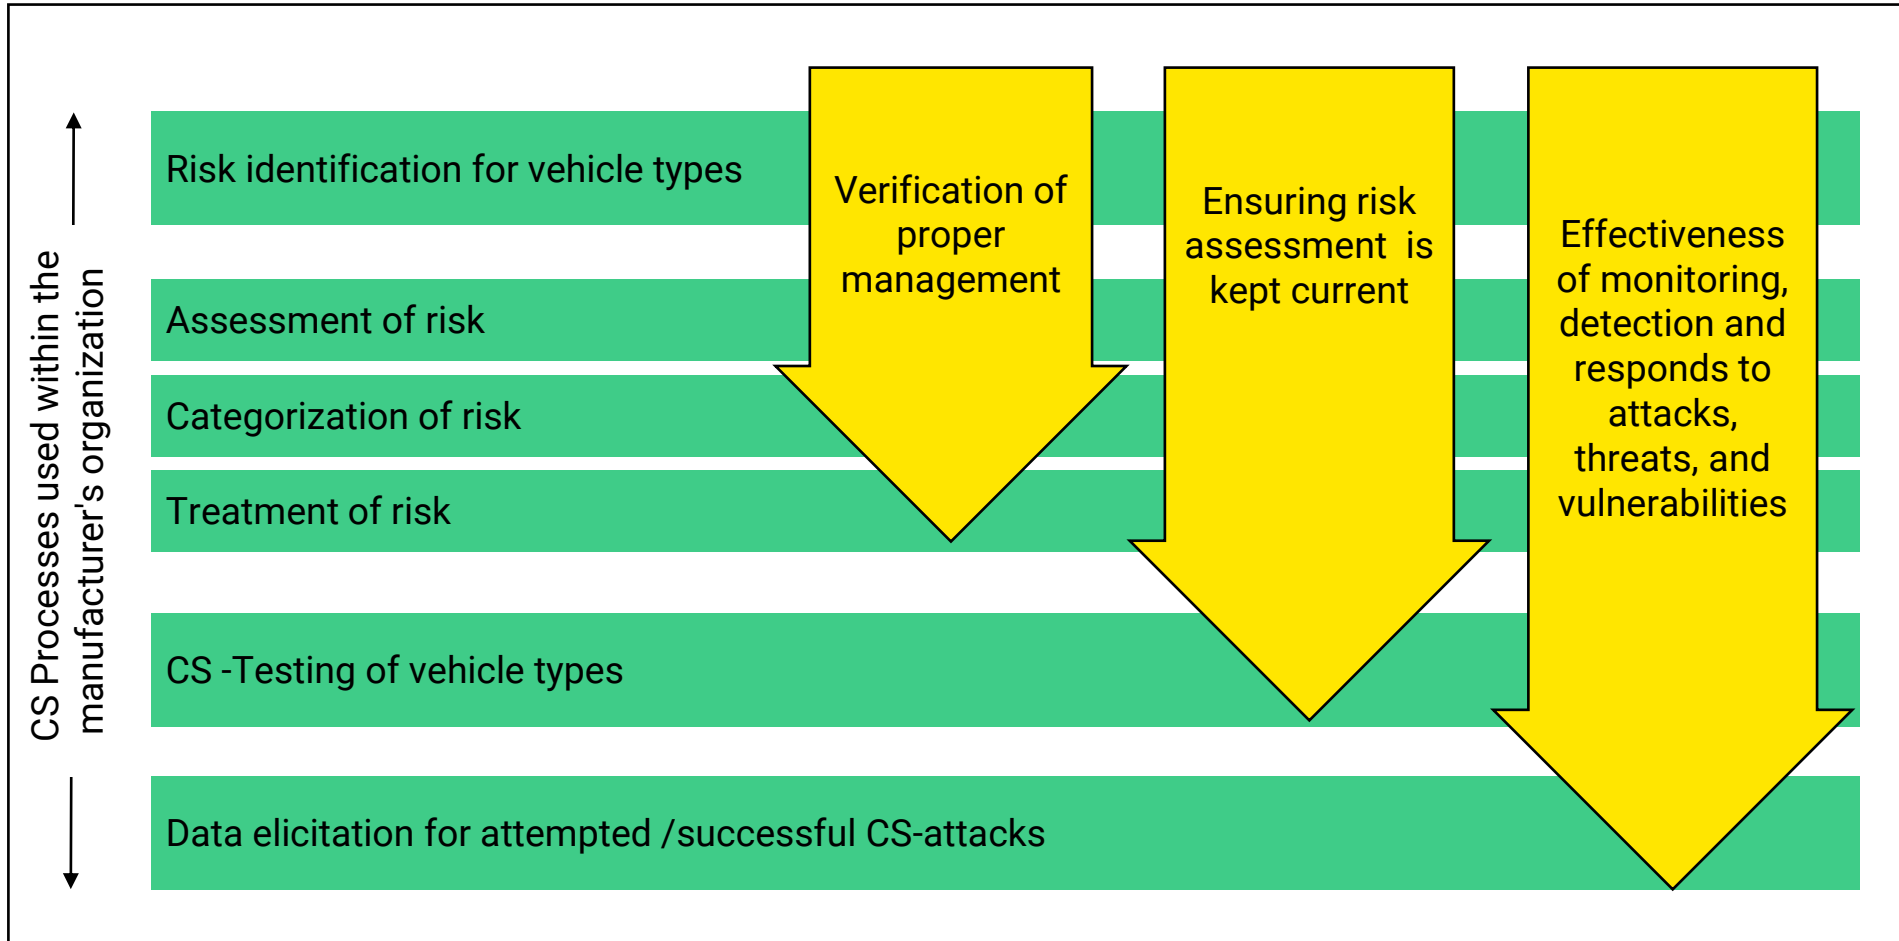 CS Processes used within the
manufacturer's organization
Risk identification for vehicle types
Assessment of risk
Categorization of risk
Treatment of risk
CS -Testing of vehicle types
Data elicitation for attempted /successful CS-attacks
Verification of
proper
management
Ensuring risk
assessment  is
kept current
Effectiveness
of monitoring,
detection and
responds to
attacks,
threats, and
vulnerabilities